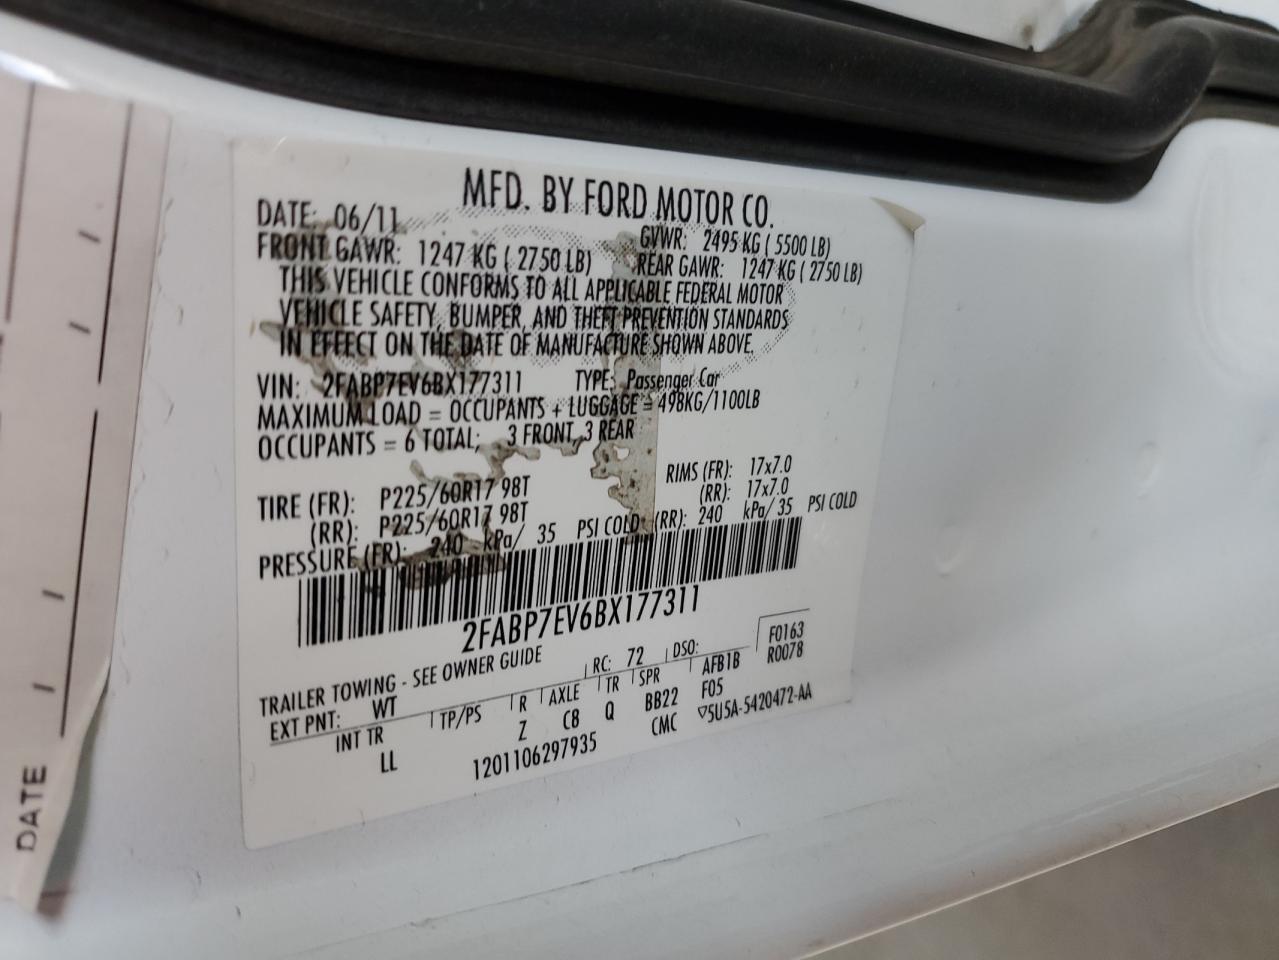 MFD. BY FORD MOTOR CO.
DATE: 06/11
GVWR: 2495 KG ( 5500 LB)
FRONT GAWR: 1247 KG ( 2750 LB)
REAR GAWR: 1247 KG ( 2750 LB)
THIS VEHICLE CONFORMS TO ALL APPLICABLE FEDERAL MOTOR
VEHICLE SAFETY, BUMPER, AND THEFT PREVENTION STANDARDS
IN EFFECT ON THE DATE OF MANUFACTURE SHOWN ABOVE.
VIN: 2FABP7EV6BX177311 TYPE: Passenger Car
MAXIMUM LOAD = OCCUPANTS + LUGGAGE = 498KG/1100LB
OCCUPANTS = 6 TOTAL; 3 FRONT, 3 REAR
TIRE (FR): P225/60R17 98T RIMS (FR): 17x7.0
(RR): P225/60R17 98T (RR): 17x7.0
PRESSURE (FR): 240 kPa/ 35 PSI COLD (RR): 240 kPa/ 35 PSI COLD
2FABP7EV6BX177311
TRAILER TOWING - SEE OWNER GUIDE
RC: 72 DSO: F0163
R0078
EXT PNT: WT TP/PS R AXLE TR SPR AFB1B
INT TR Z C8 Q BB22 F05
LL 1201106297935 CMC ▽5U5A-5420472-AA
DATE